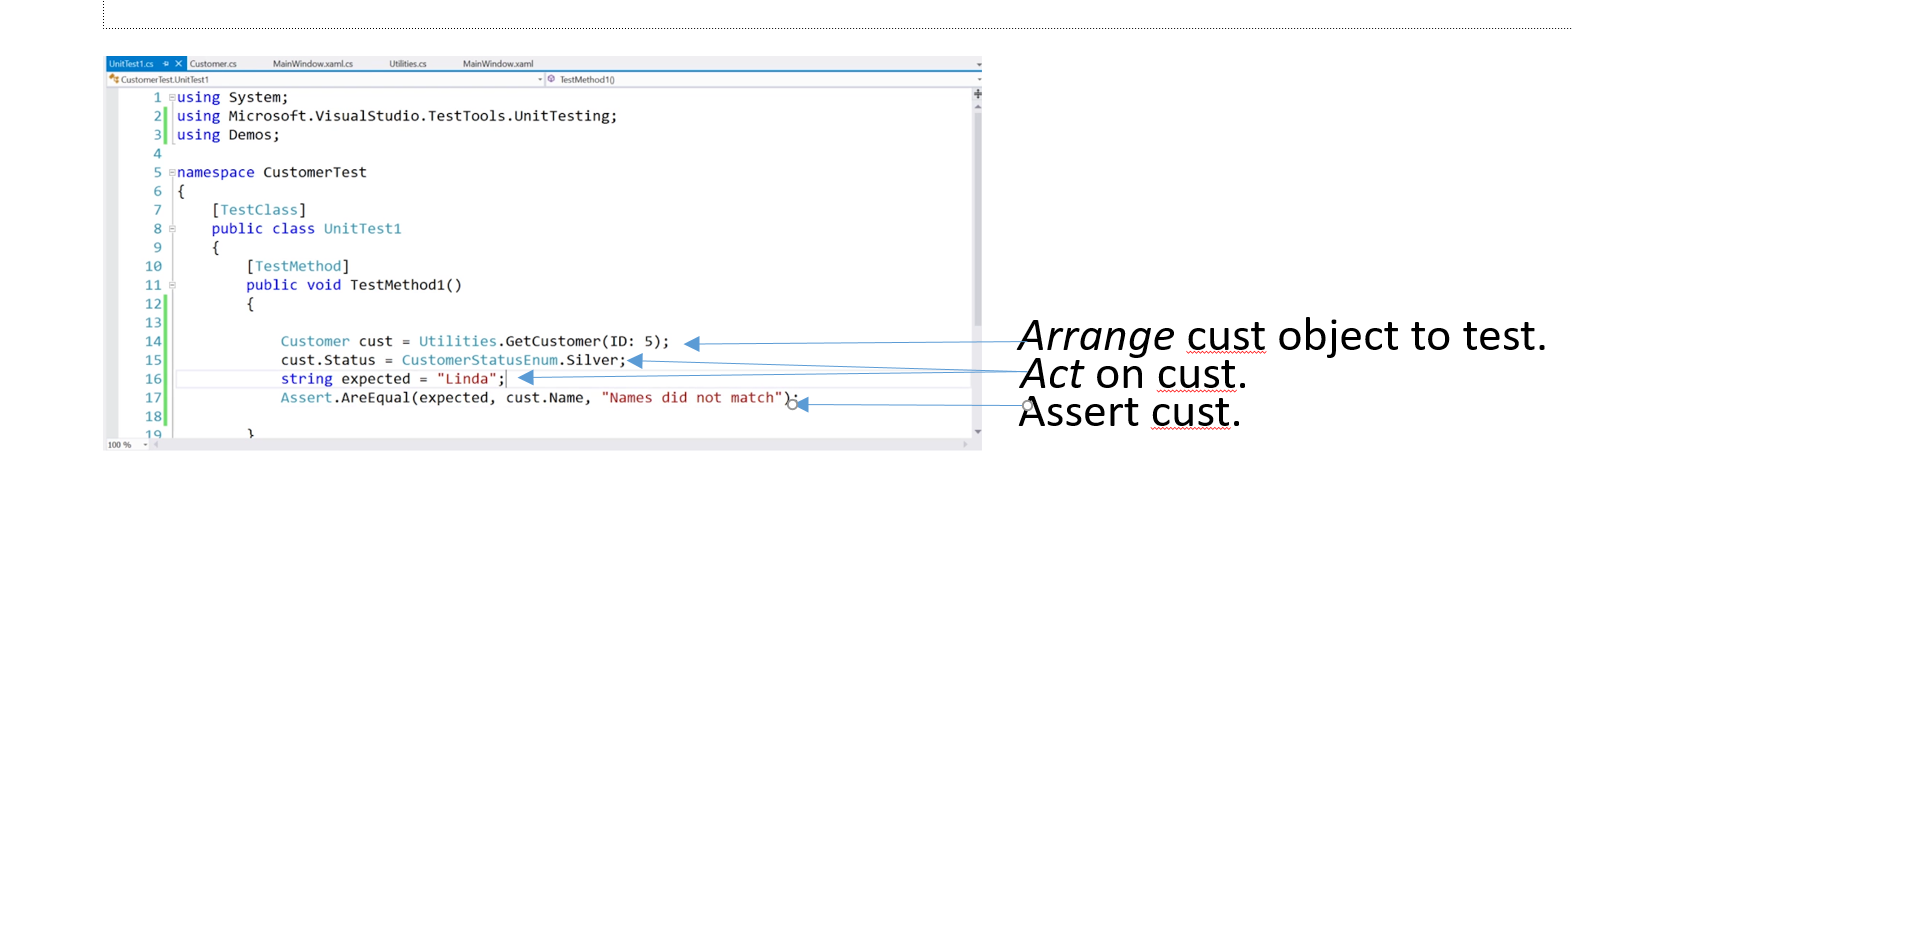 UnitTest1.cs Customer.cs MainWindow.xaml.cs Utilities.cs MainWindow.xaml
CustomerTest.UnitTest1 TestMethod1()
1 using System;
2 using Microsoft.VisualStudio.TestTools.UnitTesting;
3 using Demos;
4
5 namespace CustomerTest
6 {
7 [TestClass]
8 public class UnitTest1
9 {
10 [TestMethod]
11 public void TestMethod1()
12 {
13
14 Customer cust = Utilities.GetCustomer(ID: 5);
15 cust.Status = CustomerStatusEnum.Silver;
16 string expected = "Linda";
17 Assert.AreEqual(expected, cust.Name, "Names did not match");
18
19 }
100 %
Arrange cust object to test.
Act on cust.
Assert cust.